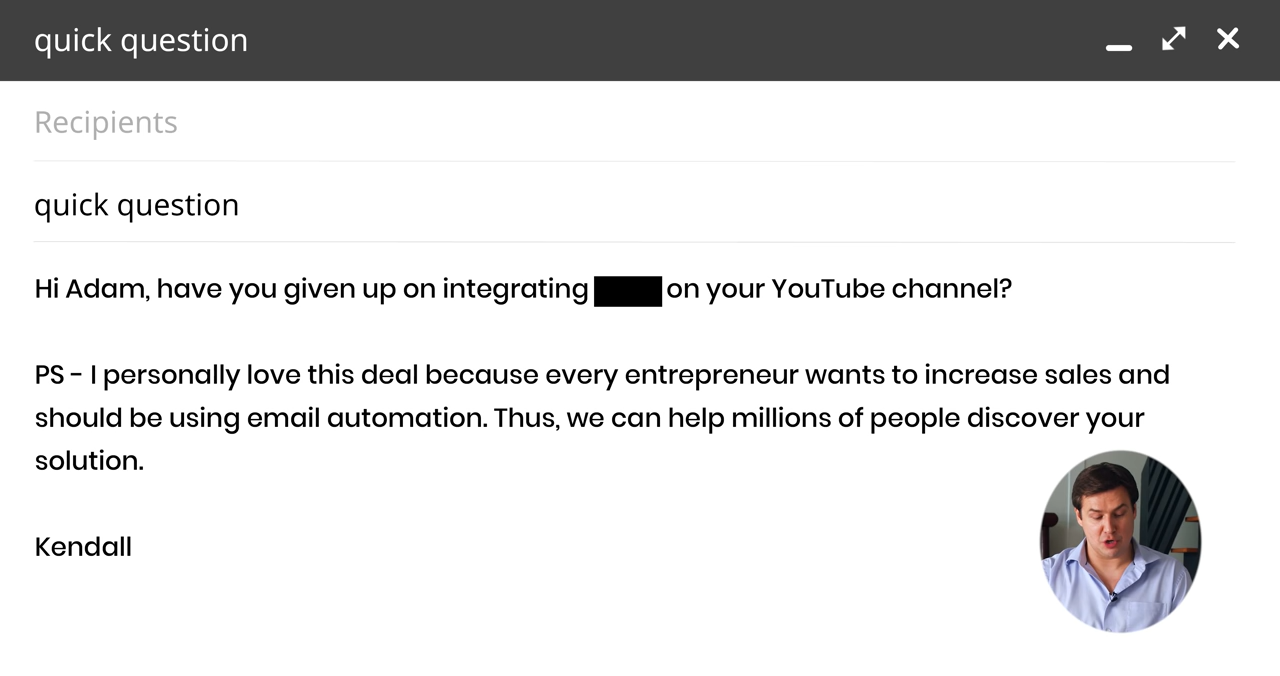 quick question
Recipients
quick question
Hi Adam, have you given up on integrating on your YouTube channel?
PS - I personally love this deal because every entrepreneur wants to increase sales and
should be using email automation. Thus, we can help millions of people discover your
solution.
Kendall